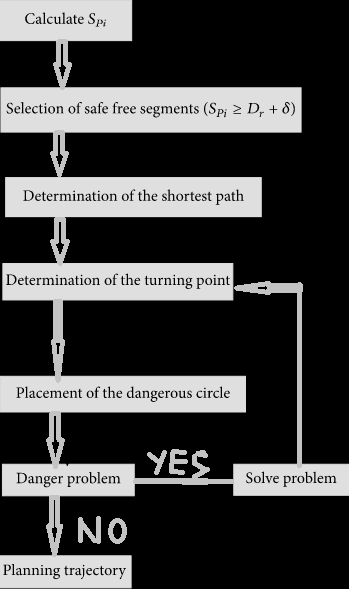 Calculate S_Pi
Selection of safe free segments (S_Pi ≥ D_r + δ)
Determination of the shortest path
Determination of the turning point
Placement of the dangerous circle
YES
Danger problem
Solve problem
NO
Planning trajectory